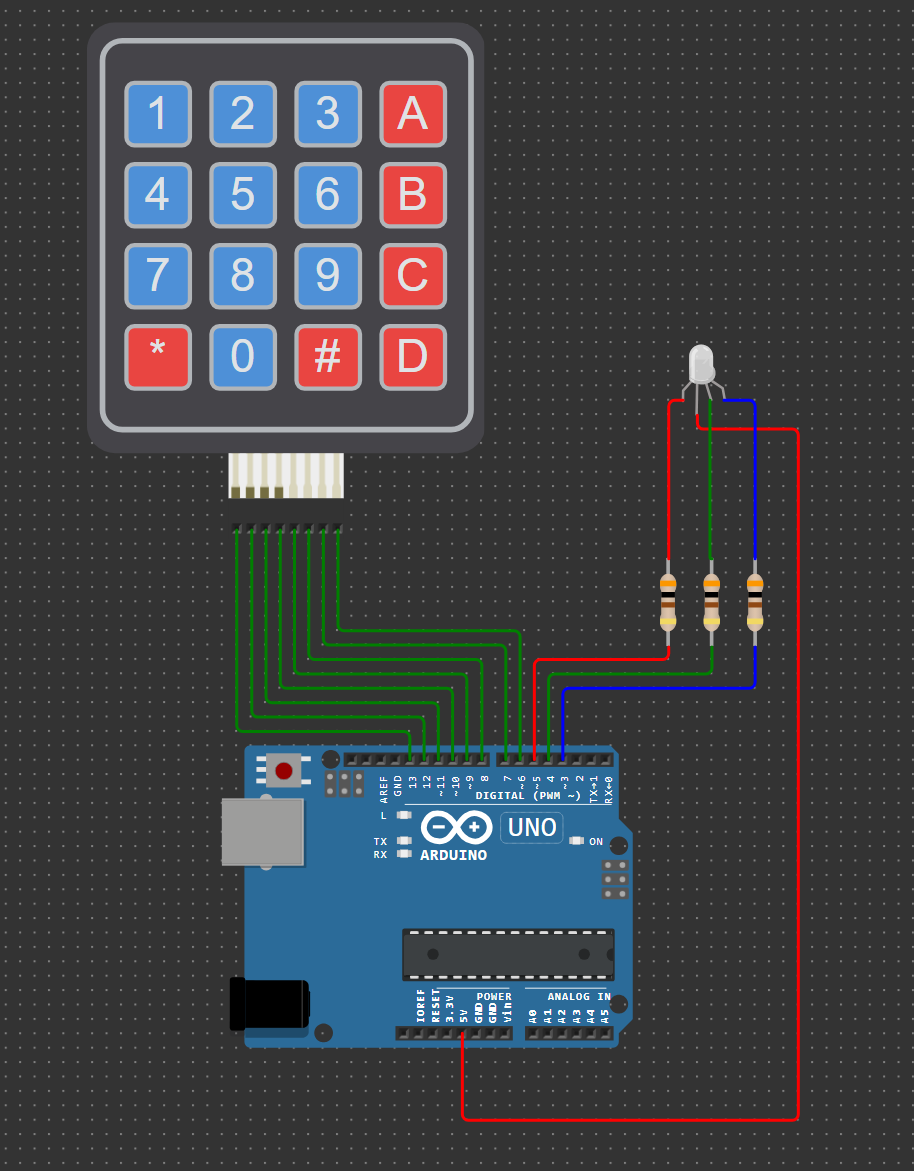 1 2 3 A
4 5 6 B
7 8 9 C
* 0 # D
AREF
GND
13
12
~11
~10
~9
8
7
~6
~5
4
~3
2
TX→1
RX←0
DIGITAL (PWM ~)
L
UNO
TX
ON
RX
ARDUINO
POWER
ANALOG IN
IOREF
RESET
3.3V
5V
GND
GND
Vin
A0
A1
A2
A3
A4
A5